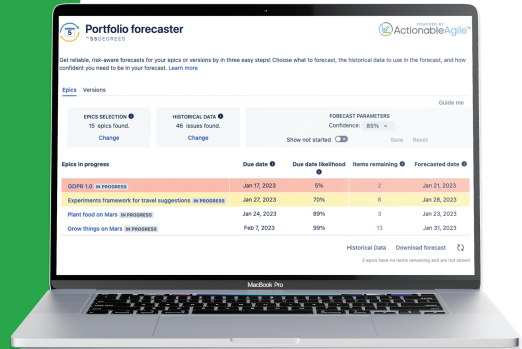 Portfolio forecaster
BY 55DEGREES
POWERED BY
ActionableAgile™
Get reliable, risk-aware forecasts for your epics or versions by in three easy steps! Choose what to forecast, the historical data to use in the forecast, and how
confident you need to be in your forecast. Learn more
Epics Versions
Guide me
EPICS SELECTION
15 epics found.
Change
HISTORICAL DATA
46 issues found.
Change
FORECAST PARAMETERS
Confidence: 85%
Show not started Save Reset
Epics in progress Due date Due date likelihood Items remaining Forecasted date
GDPR 1.0 IN PROGRESS Jan 17, 2023 5% 2 Jan 21, 2023
Experiments framework for travel suggestions IN PROGRESS Jan 27, 2023 70% 8 Jan 28, 2023
Plant food on Mars IN PROGRESS Jan 24, 2023 89% 3 Jan 23, 2023
Grow things on Mars IN PROGRESS Feb 7, 2023 99% 13 Jan 31, 2023
Historical Data Download forecast
2 epics have no items remaining and are not shown
MacBook Pro